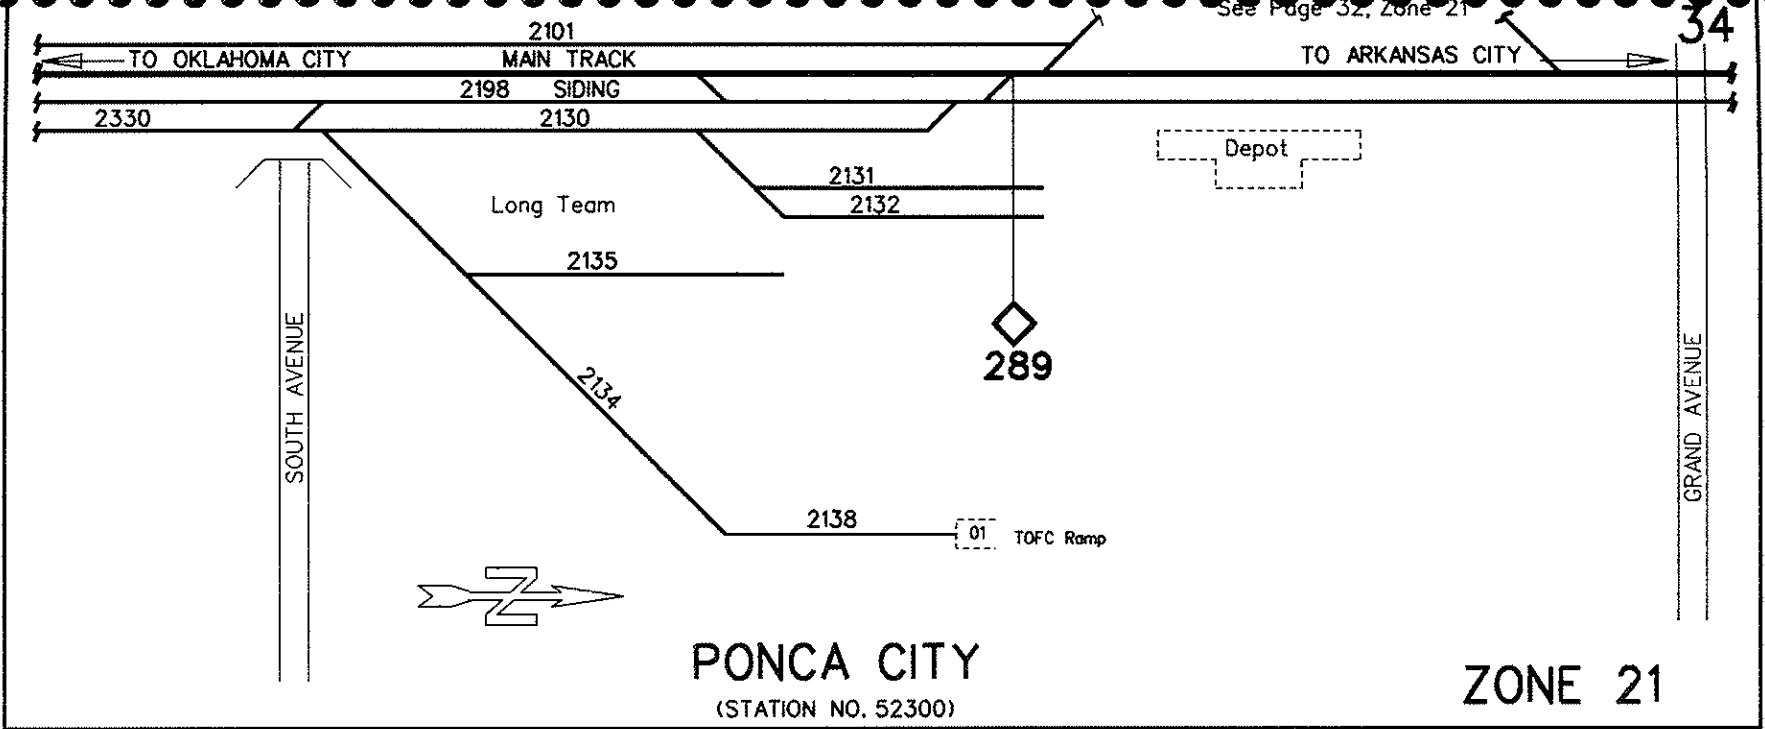 See Page 32, Zone 21
34
2101
TO OKLAHOMA CITY
MAIN TRACK
TO ARKANSAS CITY
2198 SIDING
2330
2130
Depot
2131
Long Team
2132
2135
289
SOUTH AVENUE
GRAND AVENUE
2134
2138
01
TOFC Ramp
N
PONCA CITY
(STATION NO. 52300)
ZONE 21